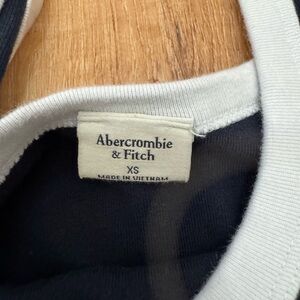 Abercrombie
& Fitch
XS
MADE IN VIETNAM